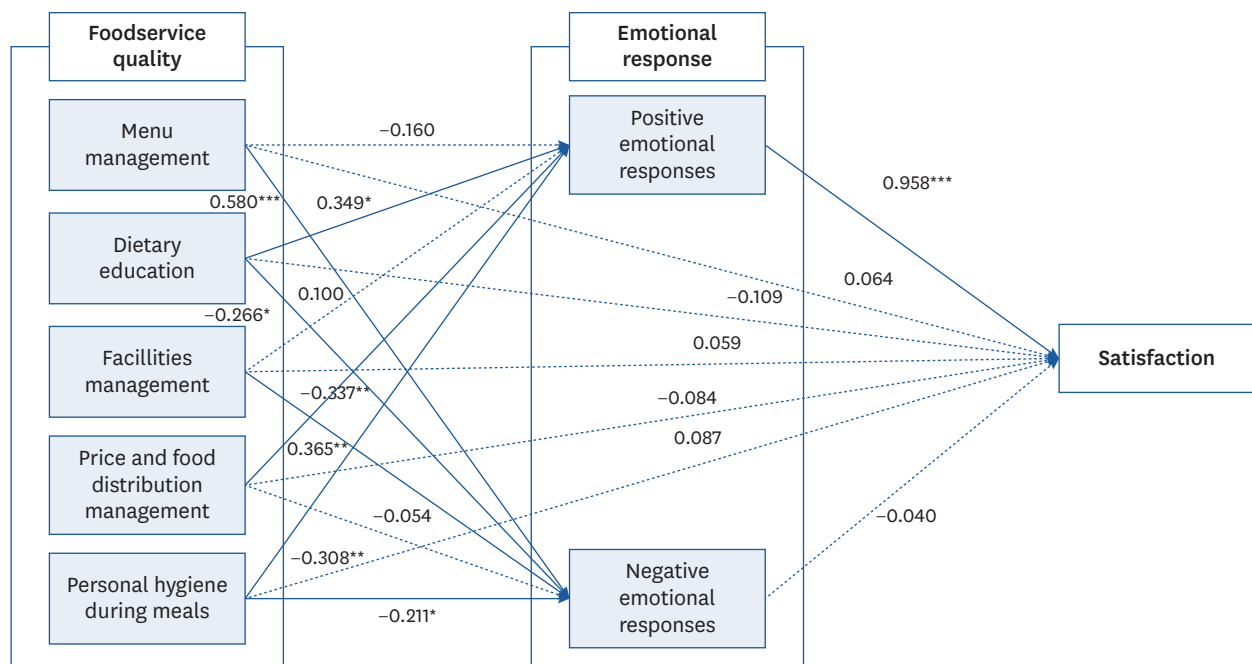 Foodservice
quality
Emotional
response
Menu
management
Positive
emotional
responses
−0.160
0.958***
0.580***
0.349*
Dietary
education
0.064
0.100
−0.109
−0.266*
Facillities
management
0.059
Satisfaction
−0.337**
−0.084
0.087
Price and food
distribution
management
0.365**
−0.054
−0.040
−0.308**
Personal hygiene
during meals
−0.211*
Negative
emotional
responses